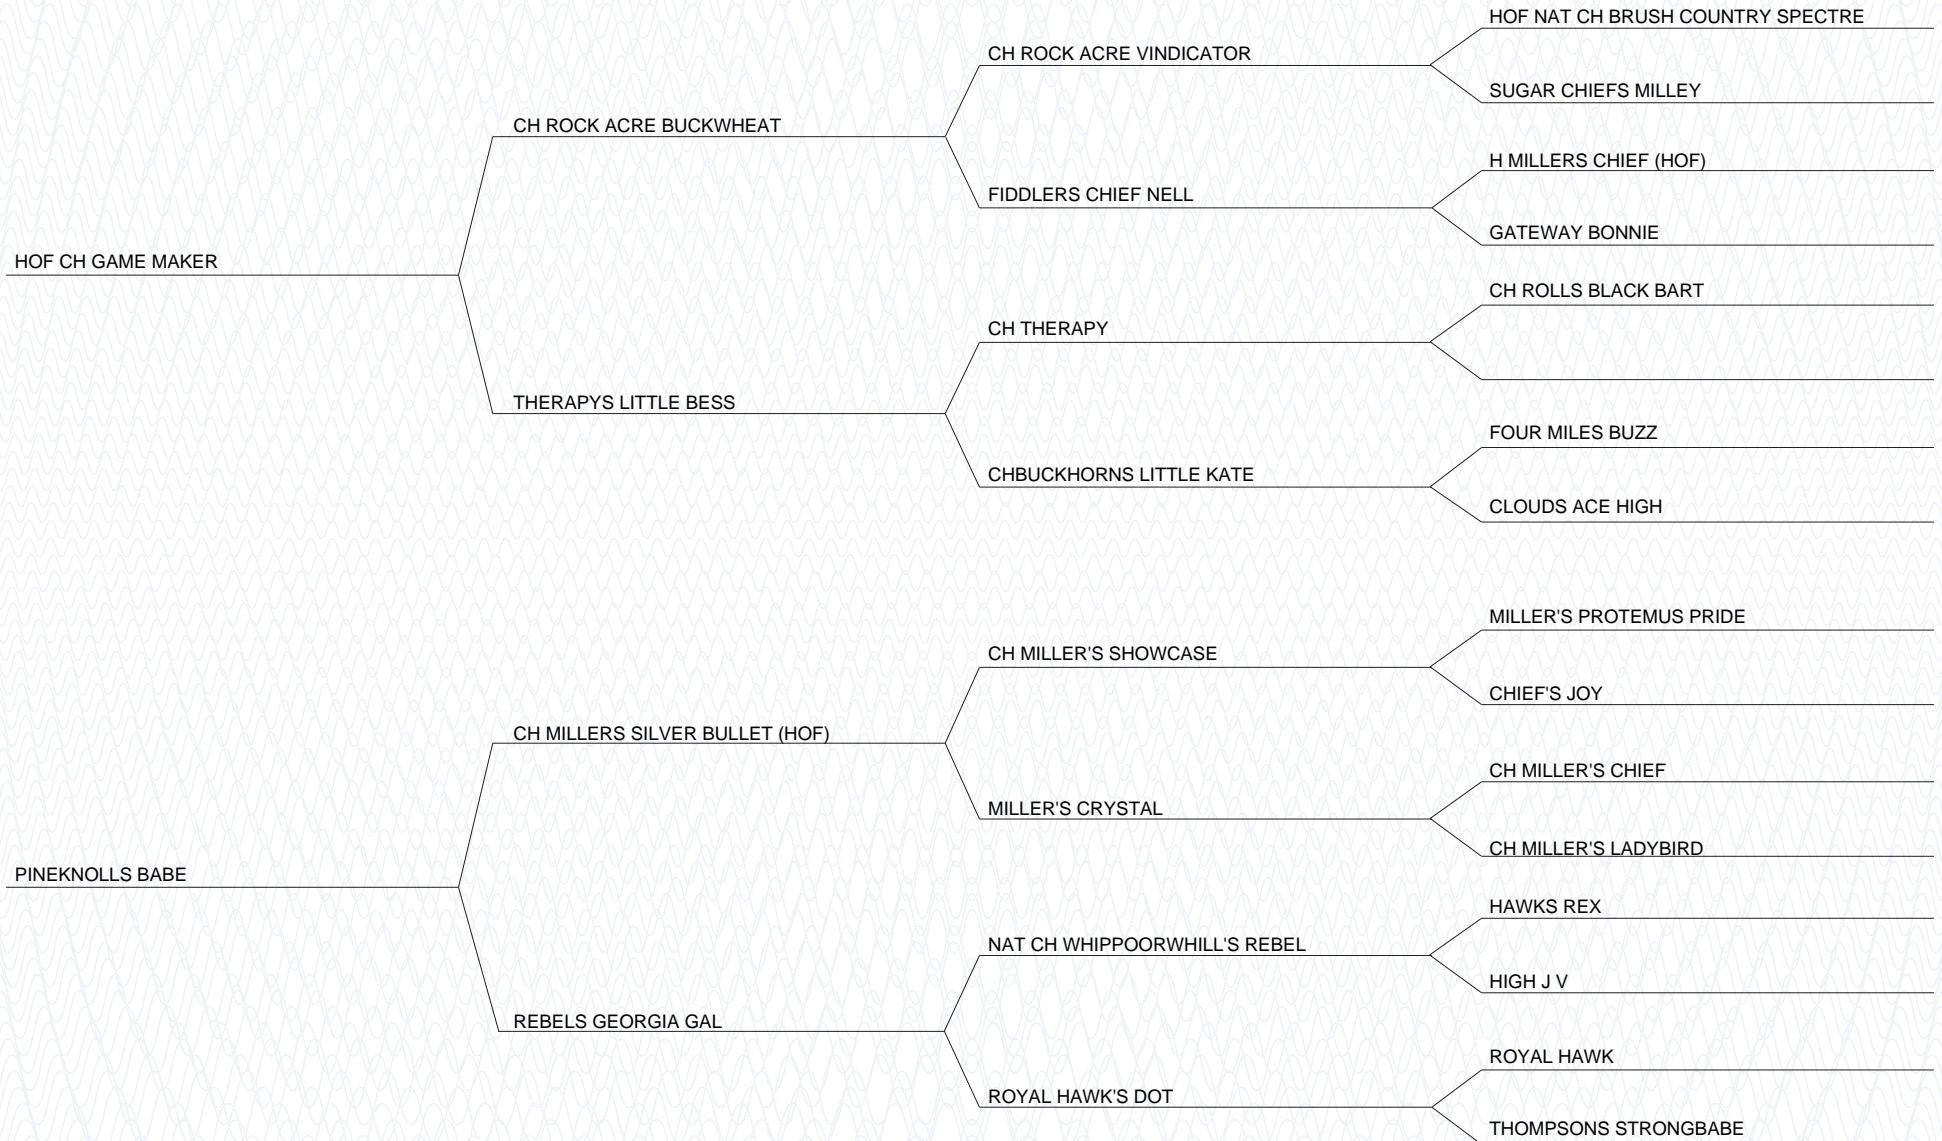 HOF NAT CH BRUSH COUNTRY SPECTRE
CH ROCK ACRE VINDICATOR
SUGAR CHIEFS MILLEY
CH ROCK ACRE BUCKWHEAT
H MILLERS CHIEF (HOF)
FIDDLERS CHIEF NELL
GATEWAY BONNIE
HOF CH GAME MAKER
CH ROLLS BLACK BART
CH THERAPY
THERAPYS LITTLE BESS
FOUR MILES BUZZ
CHBUCKHORNS LITTLE KATE
CLOUDS ACE HIGH
MILLER'S PROTEMUS PRIDE
CH MILLER'S SHOWCASE
CHIEF'S JOY
CH MILLERS SILVER BULLET (HOF)
CH MILLER'S CHIEF
MILLER'S CRYSTAL
CH MILLER'S LADYBIRD
PINEKNOLLS BABE
HAWKS REX
NAT CH WHIPPOORWHILL'S REBEL
HIGH J V
REBELS GEORGIA GAL
ROYAL HAWK
ROYAL HAWK'S DOT
THOMPSONS STRONGBABE